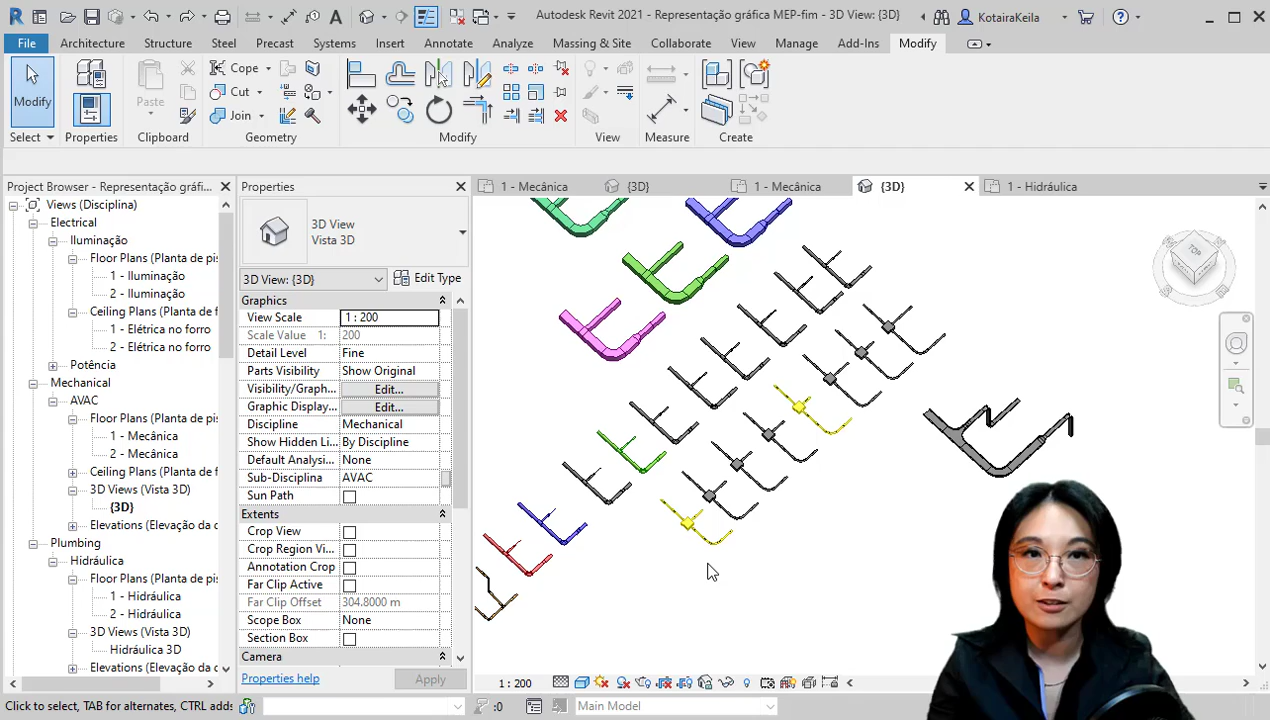 Autodesk Revit 2021 - Representação gráfica MEP-fim - 3D View: {3D}
KotairaKeila
File
Architecture
Structure
Steel
Precast
Systems
Insert
Annotate
Analyze
Massing & Site
Collaborate
View
Manage
Add-Ins
Modify
Modify
Paste
Cope
Cut
Join
Properties
Select
Properties
Clipboard
Geometry
Modify
View
Measure
Create
Project Browser - Representação gráfi...
Properties
1 - Mecânica
{3D}
1 - Mecânica
{3D}
1 - Hidráulica
Views (Disciplina)
Electrical
Iluminação
Floor Plans (Planta de pis
1 - Iluminação
2 - Iluminação
Ceiling Plans (Planta de f
1 - Elétrica no forro
2 - Elétrica no forro
Potência
Mechanical
AVAC
Floor Plans (Planta de pis
1 - Mecânica
2 - Mecânica
Ceiling Plans (Planta de f
3D Views (Vista 3D)
{3D}
Elevations (Elevação da c
Plumbing
Hidráulica
Floor Plans (Planta de pis
1 - Hidráulica
2 - Hidráulica
3D Views (Vista 3D)
Hidráulica 3D
Elevations (Elevação da c
3D View
Vista 3D
3D View: {3D}
Edit Type
Graphics
View Scale 1 : 200
Scale Value 1: 200
Detail Level Fine
Parts Visibility Show Original
Visibility/Graph... Edit...
Graphic Display... Edit...
Discipline Mechanical
Show Hidden Li... By Discipline
Default Analysi... None
Sub-Discipline AVAC
Sun Path
Extents
Crop View
Crop Region Vi...
Annotation Crop
Far Clip Active
Far Clip Offset 304.8000 m
Scope Box None
Section Box
Camera
Properties help
Apply
TOP
1 : 200
Click to select, TAB for alternates, CTRL adds
:0
Main Model